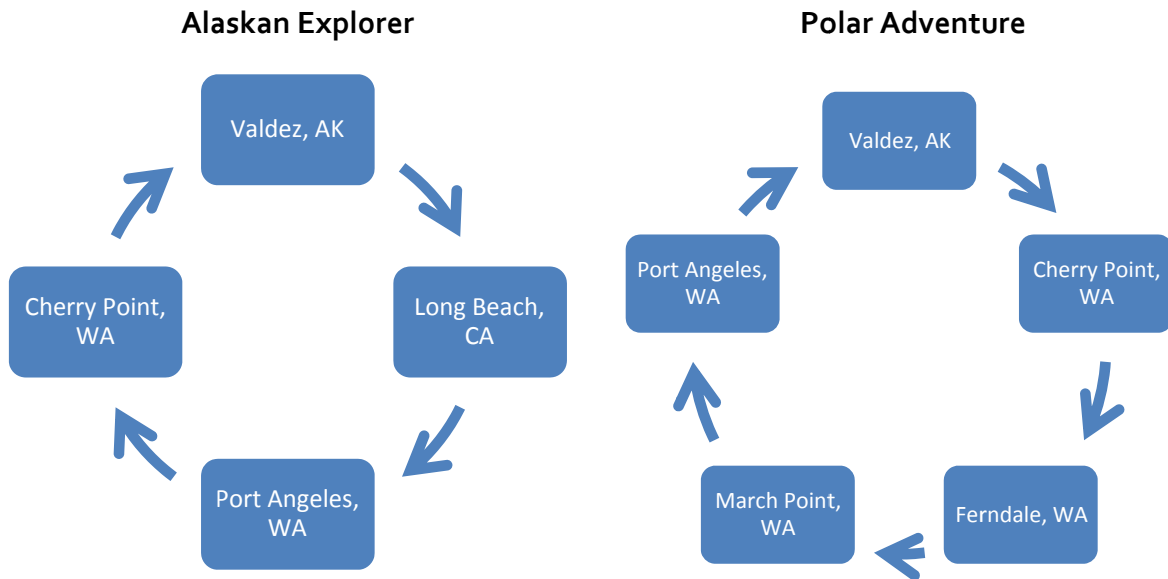 Alaskan Explorer
Valdez, AK
Long Beach,
CA
Port Angeles,
WA
Cherry Point,
WA
Polar Adventure
Valdez, AK
Cherry Point,
WA
Ferndale, WA
March Point,
WA
Port Angeles,
WA